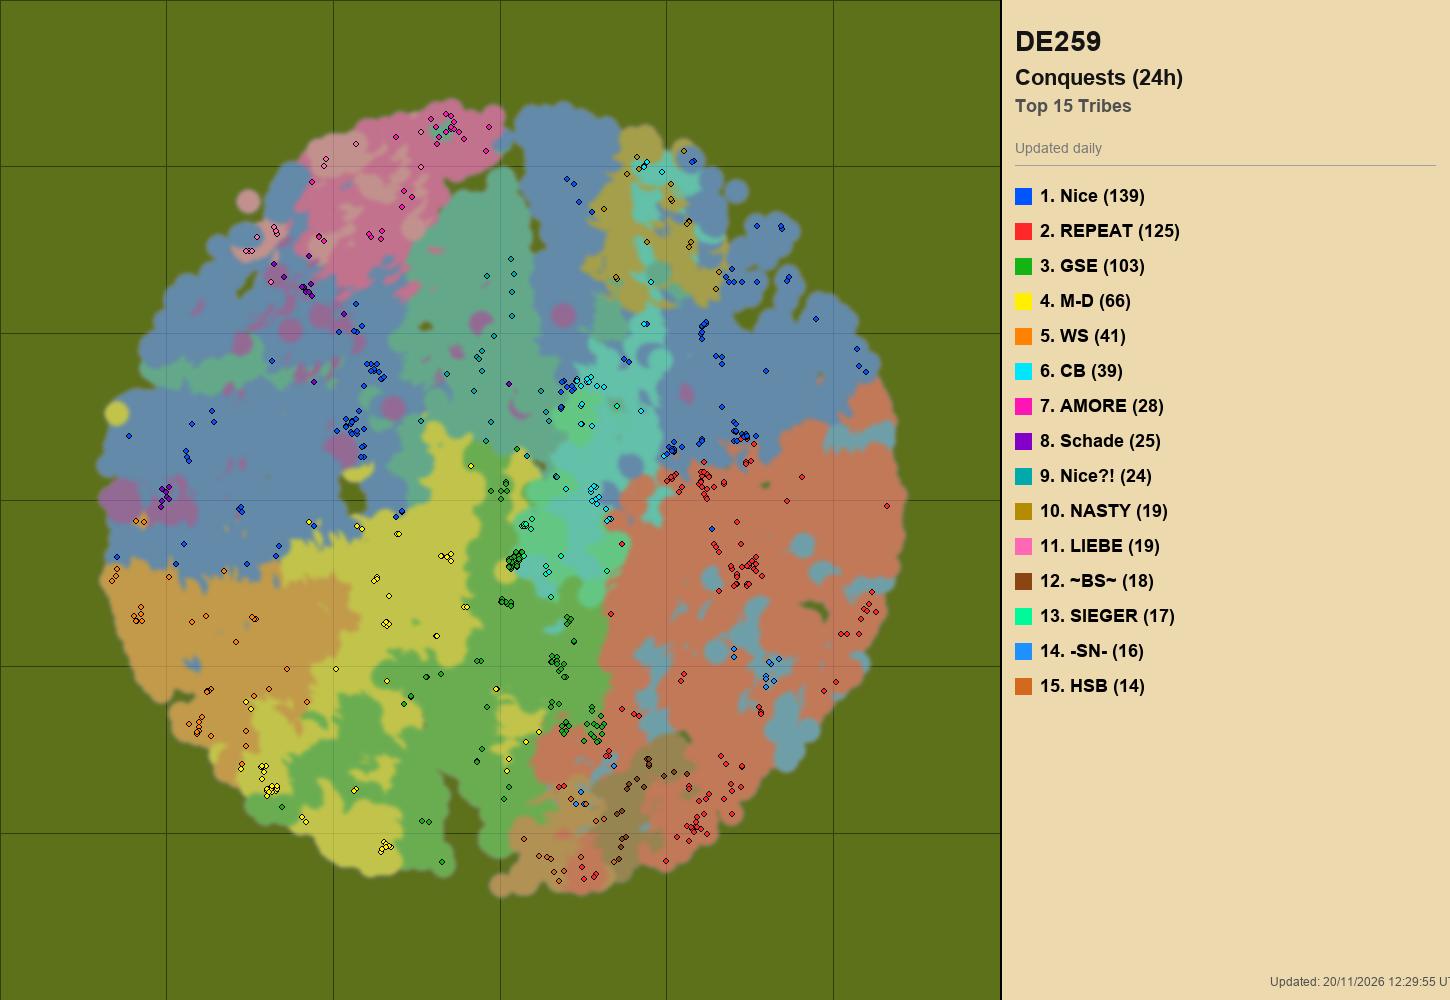 DE259
Conquests (24h)
Top 15 Tribes
Updated daily
1. Nice (139)
2. REPEAT (125)
3. GSE (103)
4. M-D (66)
5. WS (41)
6. CB (39)
7. AMORE (28)
8. Schade (25)
9. Nice?! (24)
10. NASTY (19)
11. LIEBE (19)
12. ~BS~ (18)
13. SIEGER (17)
14. -SN- (16)
15. HSB (14)
Updated: 20/11/2026 12:29:55 U